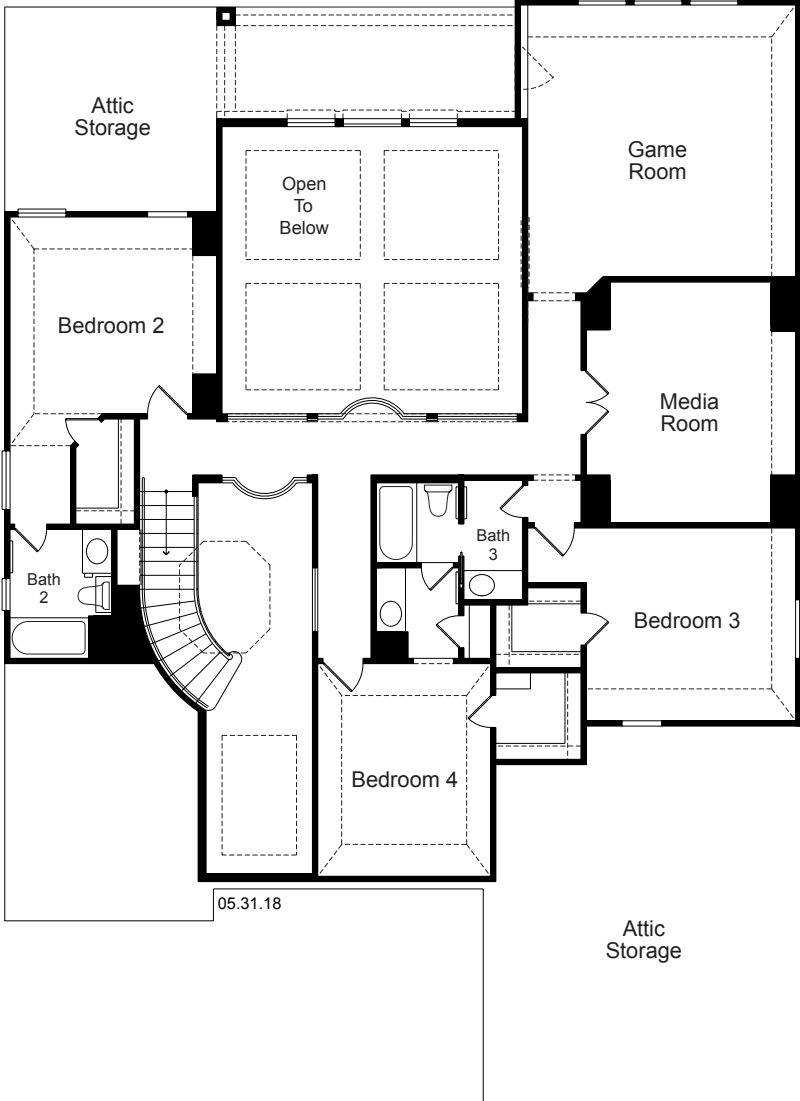 Attic
Storage
Game
Room
Open
To
Below
Bedroom 2
Media
Room
Bath
3
Bath
2
Bedroom 3
Bedroom 4
05.31.18
Attic
Storage